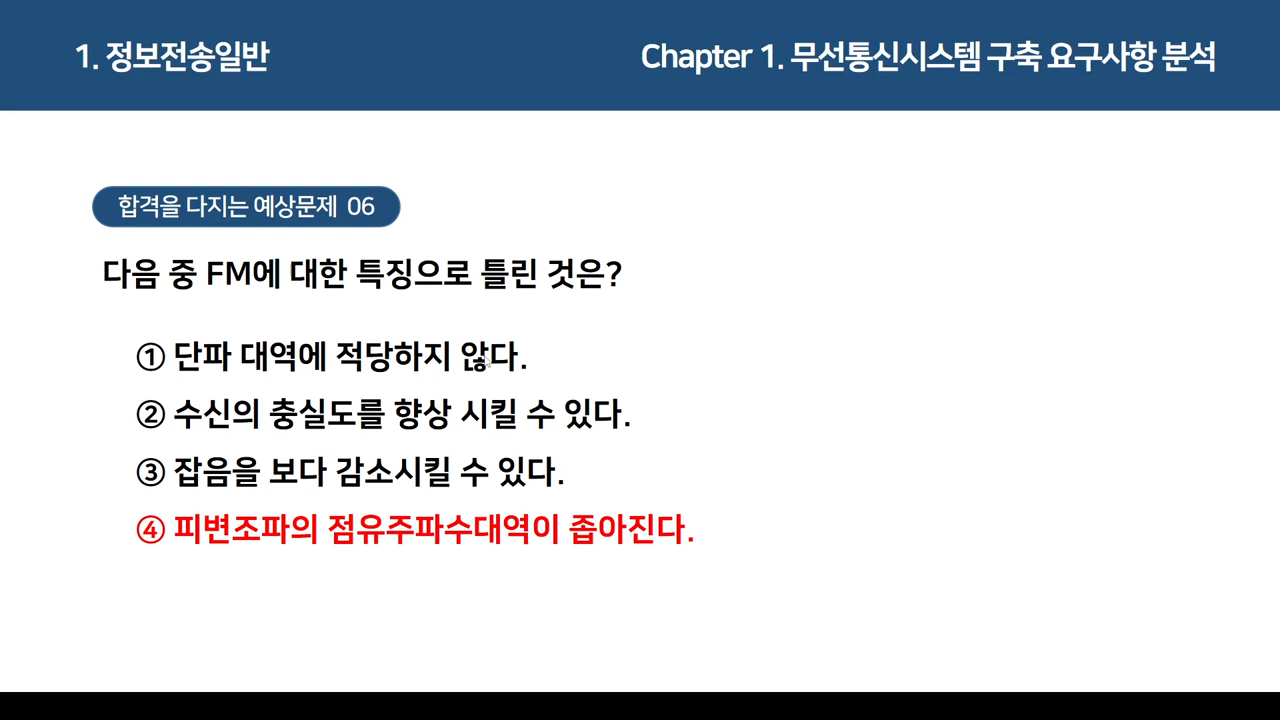 1. 정보전송일반
Chapter 1. 무선통신시스템 구축 요구사항 분석
합격을 다지는 예상문제 06
다음 중 FM에 대한 특징으로 틀린 것은?
① 단파 대역에 적당하지 않다.
② 수신의 충실도를 향상 시킬 수 있다.
③ 잡음을 보다 감소시킬 수 있다.
④ 피변조파의 점유주파수대역이 좁아진다.